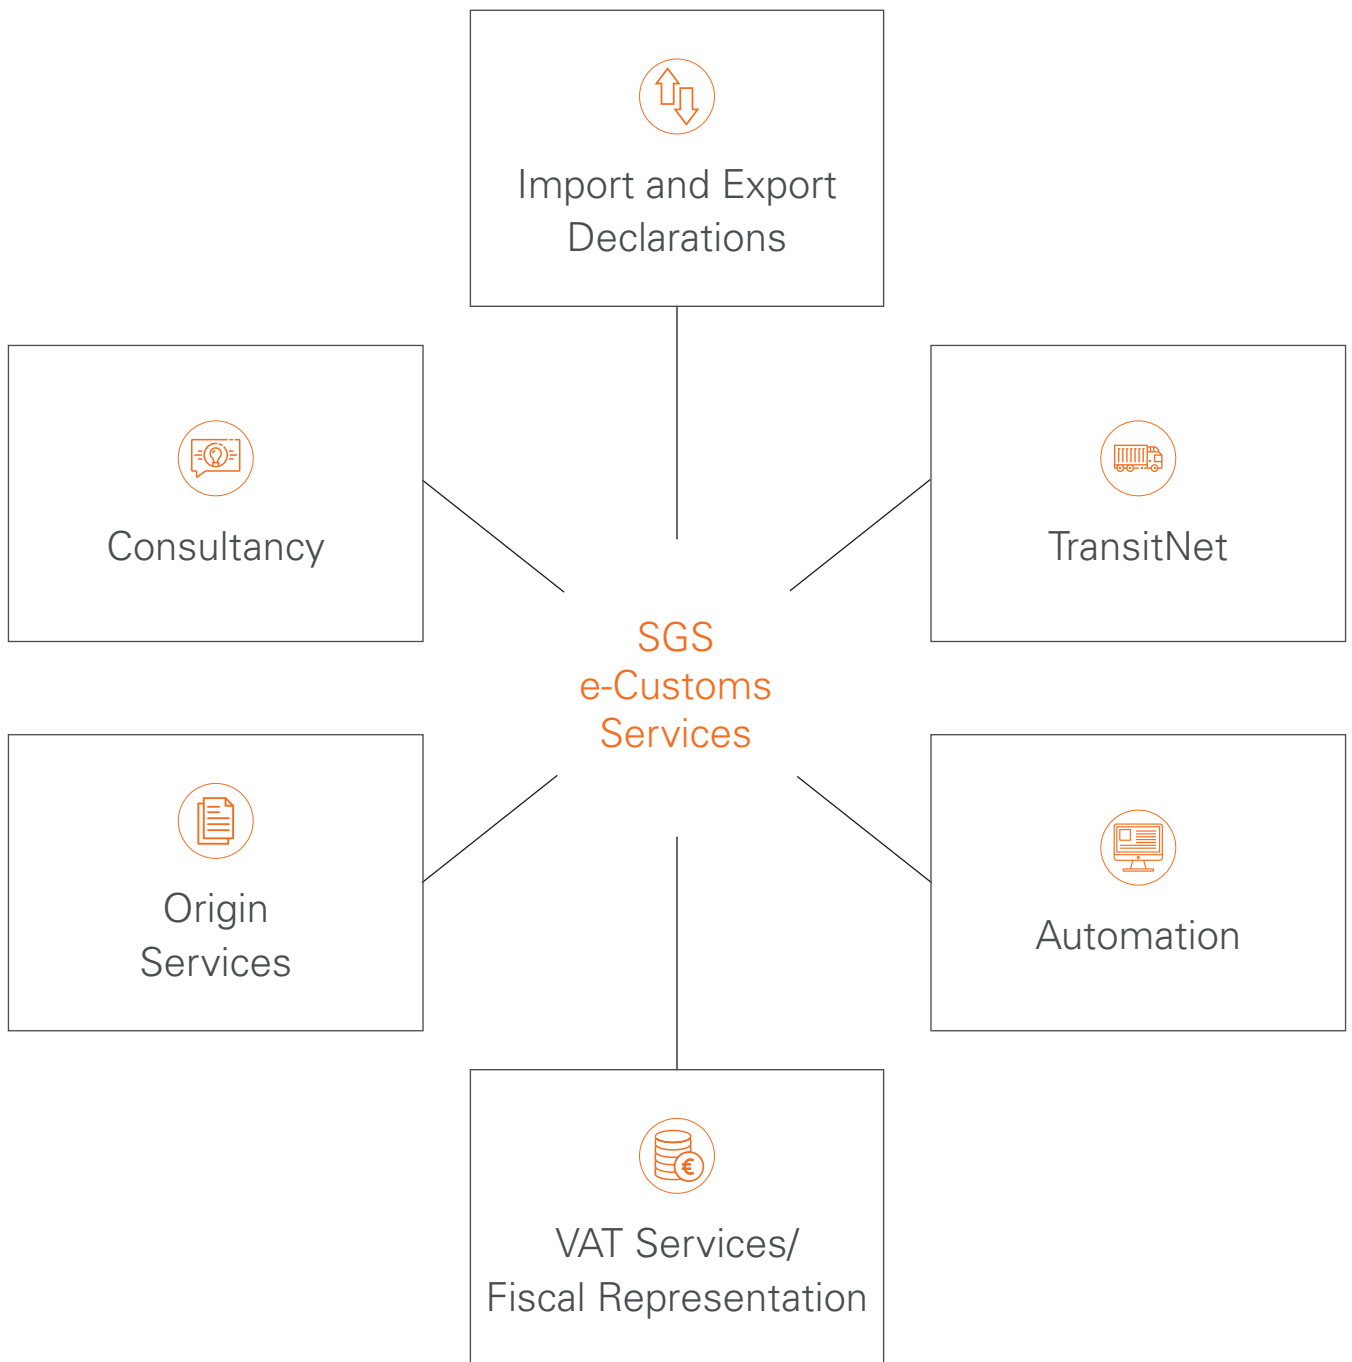 Import and Export
Declarations
Consultancy
TransitNet
SGS
e-Customs
Services
Origin
Services
Automation
€
VAT Services/
Fiscal Representation